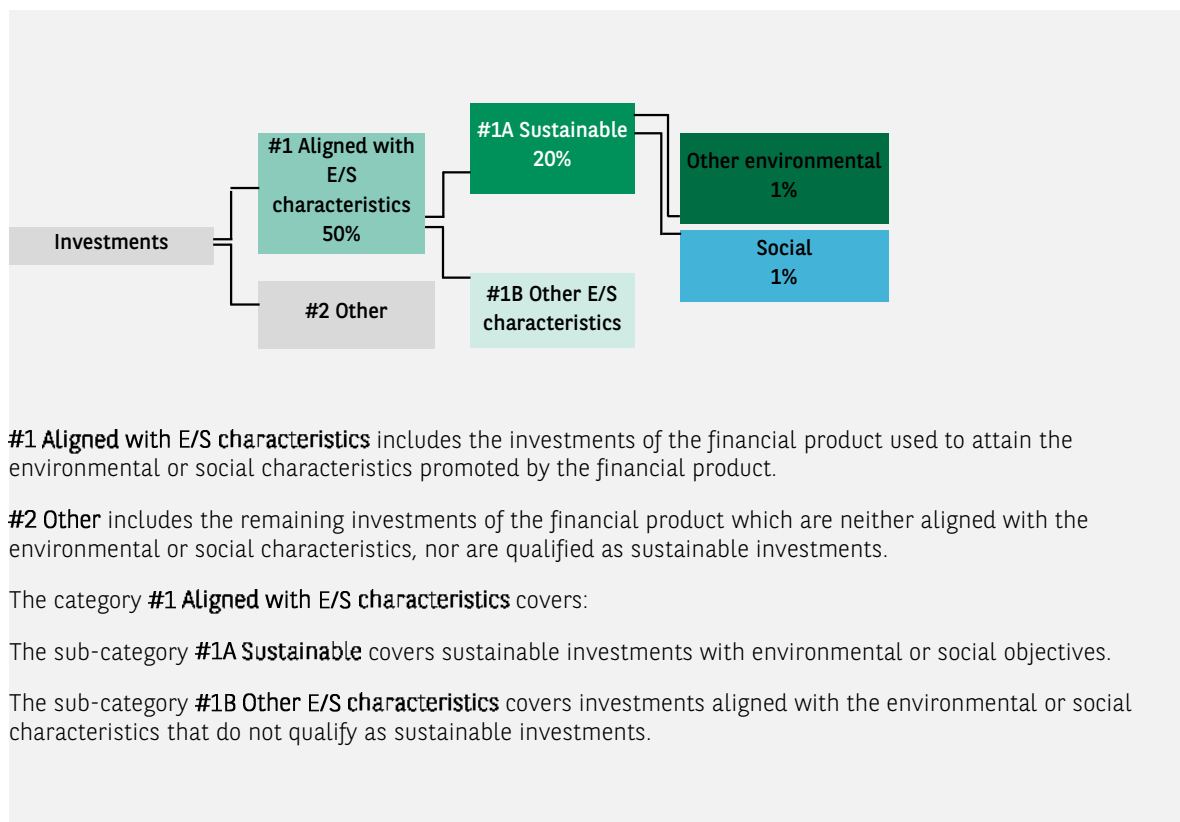 #1A Sustainable
20%
#1 Aligned with
E/S
characteristics
50%
Other environmental
1%
Investments
Social
1%
#2 Other
#1B Other E/S
characteristics
#1 Aligned with E/S characteristics includes the investments of the financial product used to attain the
environmental or social characteristics promoted by the financial product.
#2 Other includes the remaining investments of the financial product which are neither aligned with the
environmental or social characteristics, nor are qualified as sustainable investments.
The category #1 Aligned with E/S characteristics covers:
The sub-category #1A Sustainable covers sustainable investments with environmental or social objectives.
The sub-category #1B Other E/S characteristics covers investments aligned with the environmental or social
characteristics that do not qualify as sustainable investments.